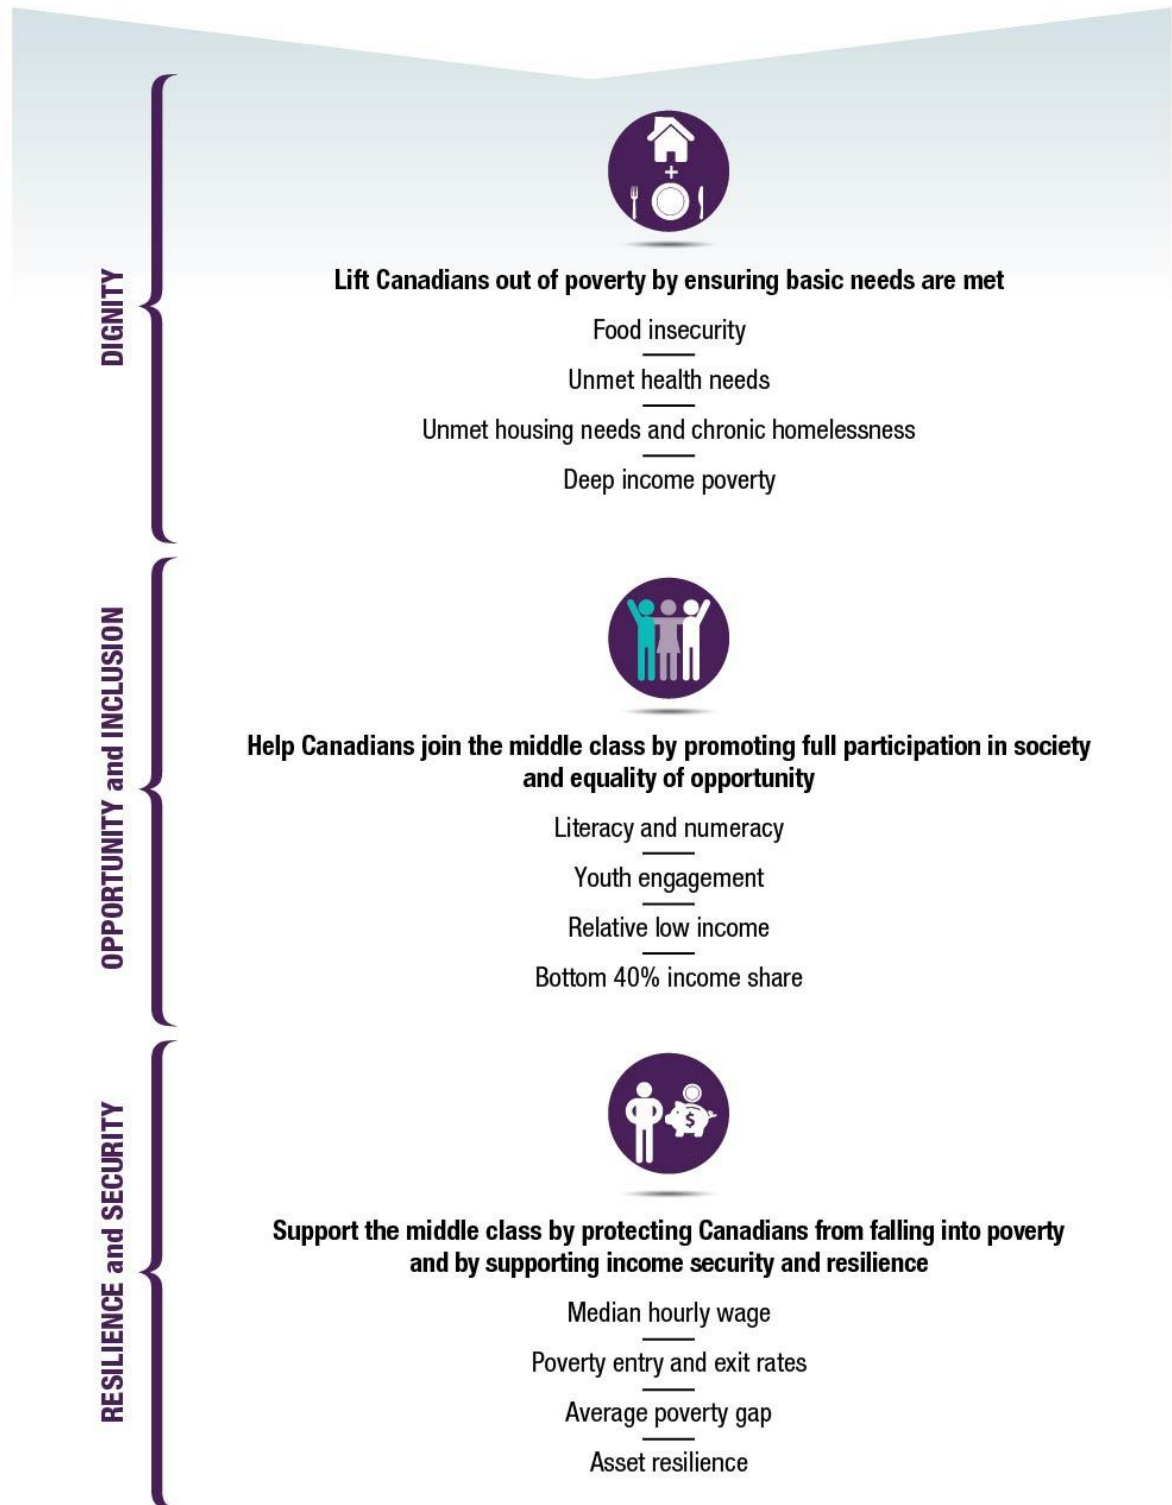 DIGNITY
Lift Canadians out of poverty by ensuring basic needs are met
Food insecurity
Unmet health needs
Unmet housing needs and chronic homelessness
Deep income poverty
OPPORTUNITY and INCLUSION
Help Canadians join the middle class by promoting full participation in society
and equality of opportunity
Literacy and numeracy
Youth engagement
Relative low income
Bottom 40% income share
RESILIENCE and SECURITY
$
Support the middle class by protecting Canadians from falling into poverty
and by supporting income security and resilience
Median hourly wage
Poverty entry and exit rates
Average poverty gap
Asset resilience